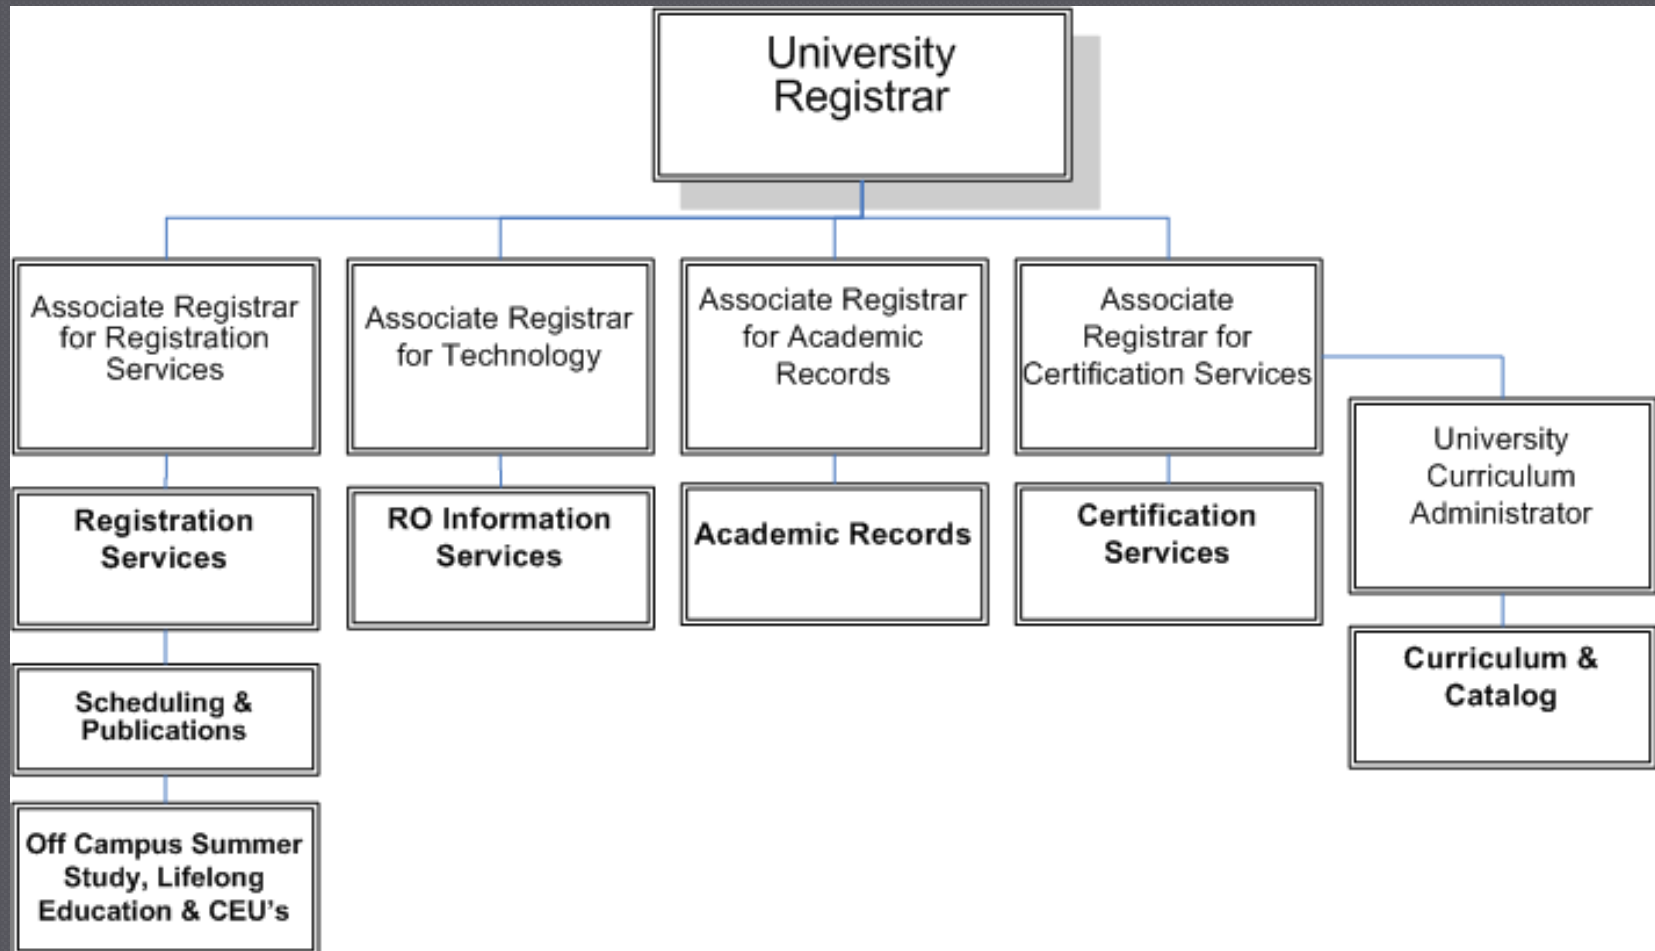 University
Registrar
Associate Registrar
for Registration
Services
Associate Registrar
for Technology
Associate Registrar
for Academic
Records
Associate
Registrar for
Certification Services
University
Curriculum
Administrator
Registration
Services
RO Information
Services
Academic Records
Certification
Services
Curriculum &
Catalog
Scheduling &
Publications
Off Campus Summer
Study, Lifelong
Education & CEU's